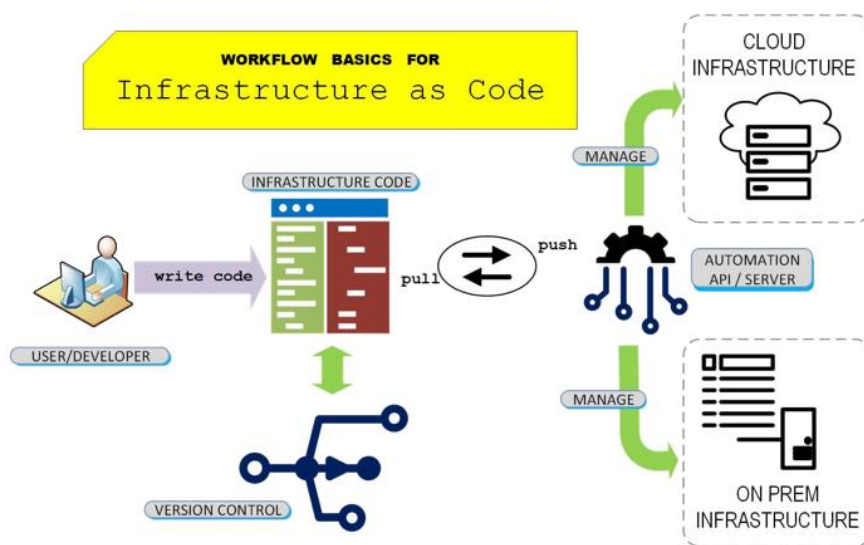 WORKFLOW BASICS FOR
Infrastructure as Code
CLOUD
INFRASTRUCTURE
MANAGE
INFRASTRUCTURE CODE
write code
pull
push
AUTOMATION
API / SERVER
USER/DEVELOPER
MANAGE
VERSION CONTROL
ON PREM
INFRASTRUCTURE